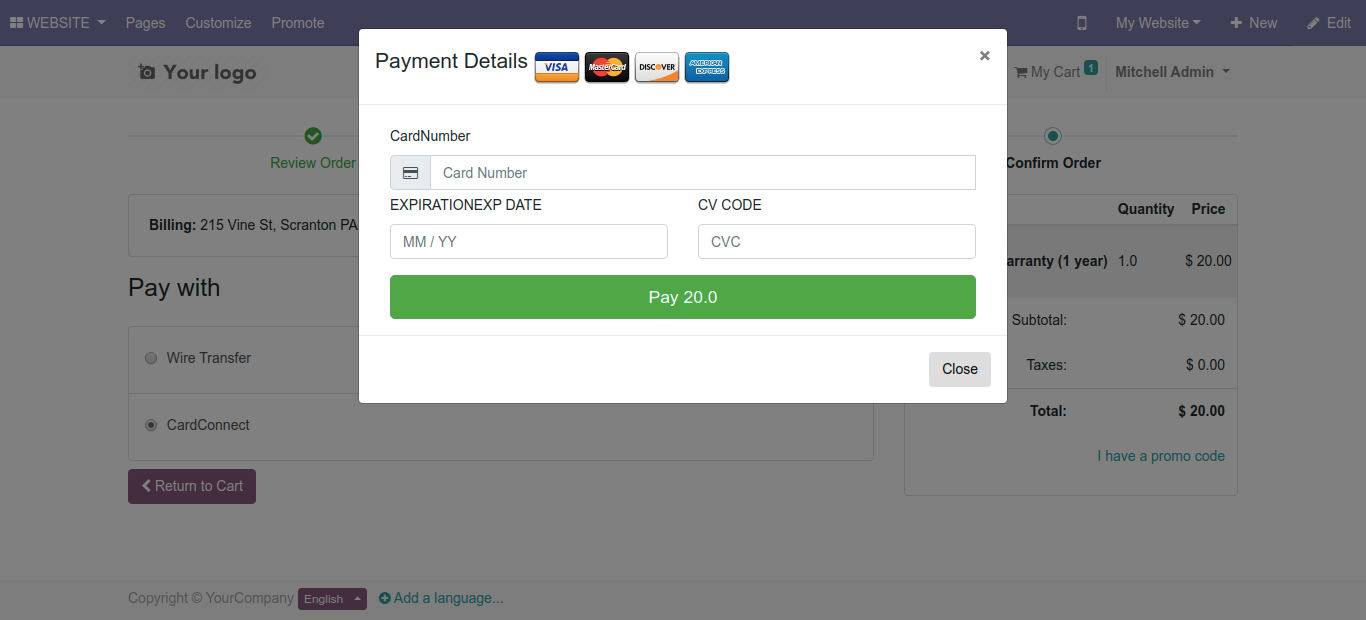 WEBSITE Pages Customize Promote My Website New Edit
Your logo My Cart 1 Mitchell Admin
Payment Details VISA MasterCard DISCOVER AMERICAN EXPRESS
×
Review Order Confirm Order
CardNumber
Card Number
EXPIRATIONEXP DATE CV CODE
MM / YY CVC
Pay 20.0
Close
Billing: 215 Vine St, Scranton PA
Pay with
Wire Transfer
CardConnect
Return to Cart
Quantity Price
arranty (1 year) 1.0 $ 20.00
Subtotal: $ 20.00
Taxes: $ 0.00
Total: $ 20.00
I have a promo code
Copyright © YourCompany English Add a language...